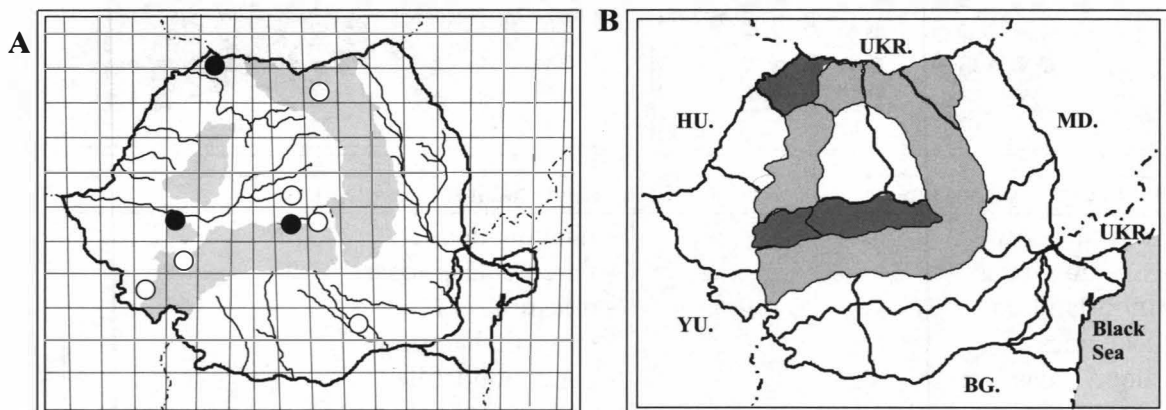 A
B
UKR.
HU.
MD.
UKR.
YU.
Black
Sea
BG.